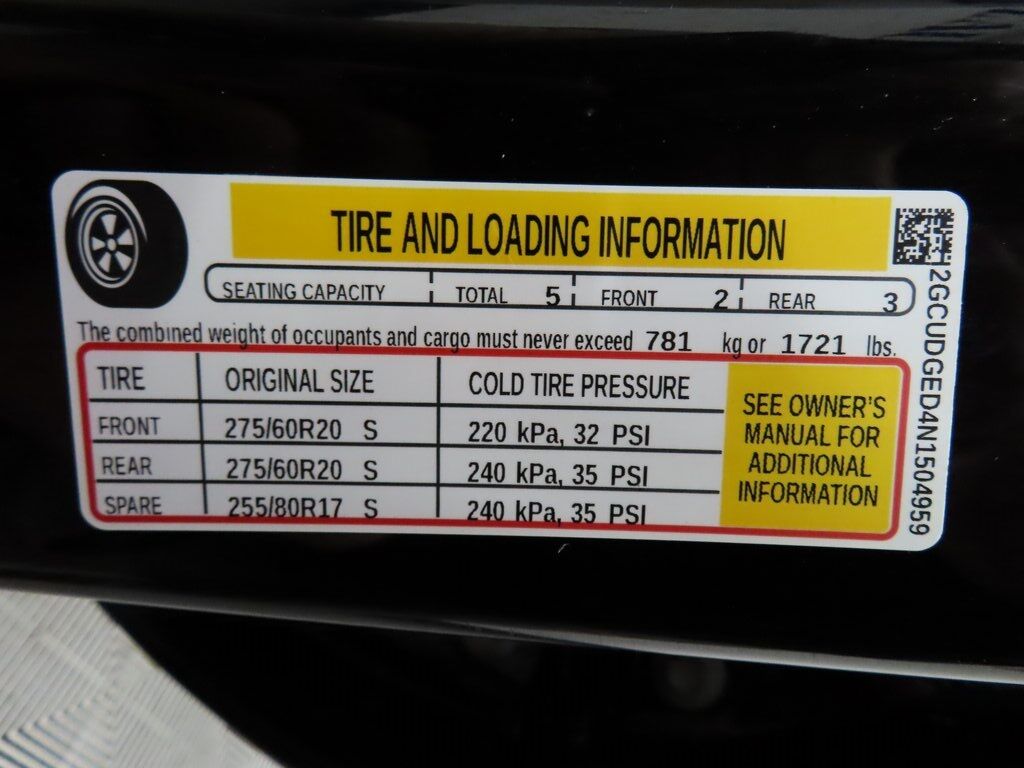 TIRE AND LOADING INFORMATION
SEATING CAPACITY TOTAL 5 FRONT 2 REAR 3
The combined weight of occupants and cargo must never exceed 781 kg or 1721 lbs.
TIRE ORIGINAL SIZE COLD TIRE PRESSURE
FRONT 275/60R20 S 220 kPa, 32 PSI
REAR 275/60R20 S 240 kPa, 35 PSI
SPARE 255/80R17 S 240 kPa, 35 PSI
SEE OWNER'S
MANUAL FOR
ADDITIONAL
INFORMATION
2GCUDGED4N1504959